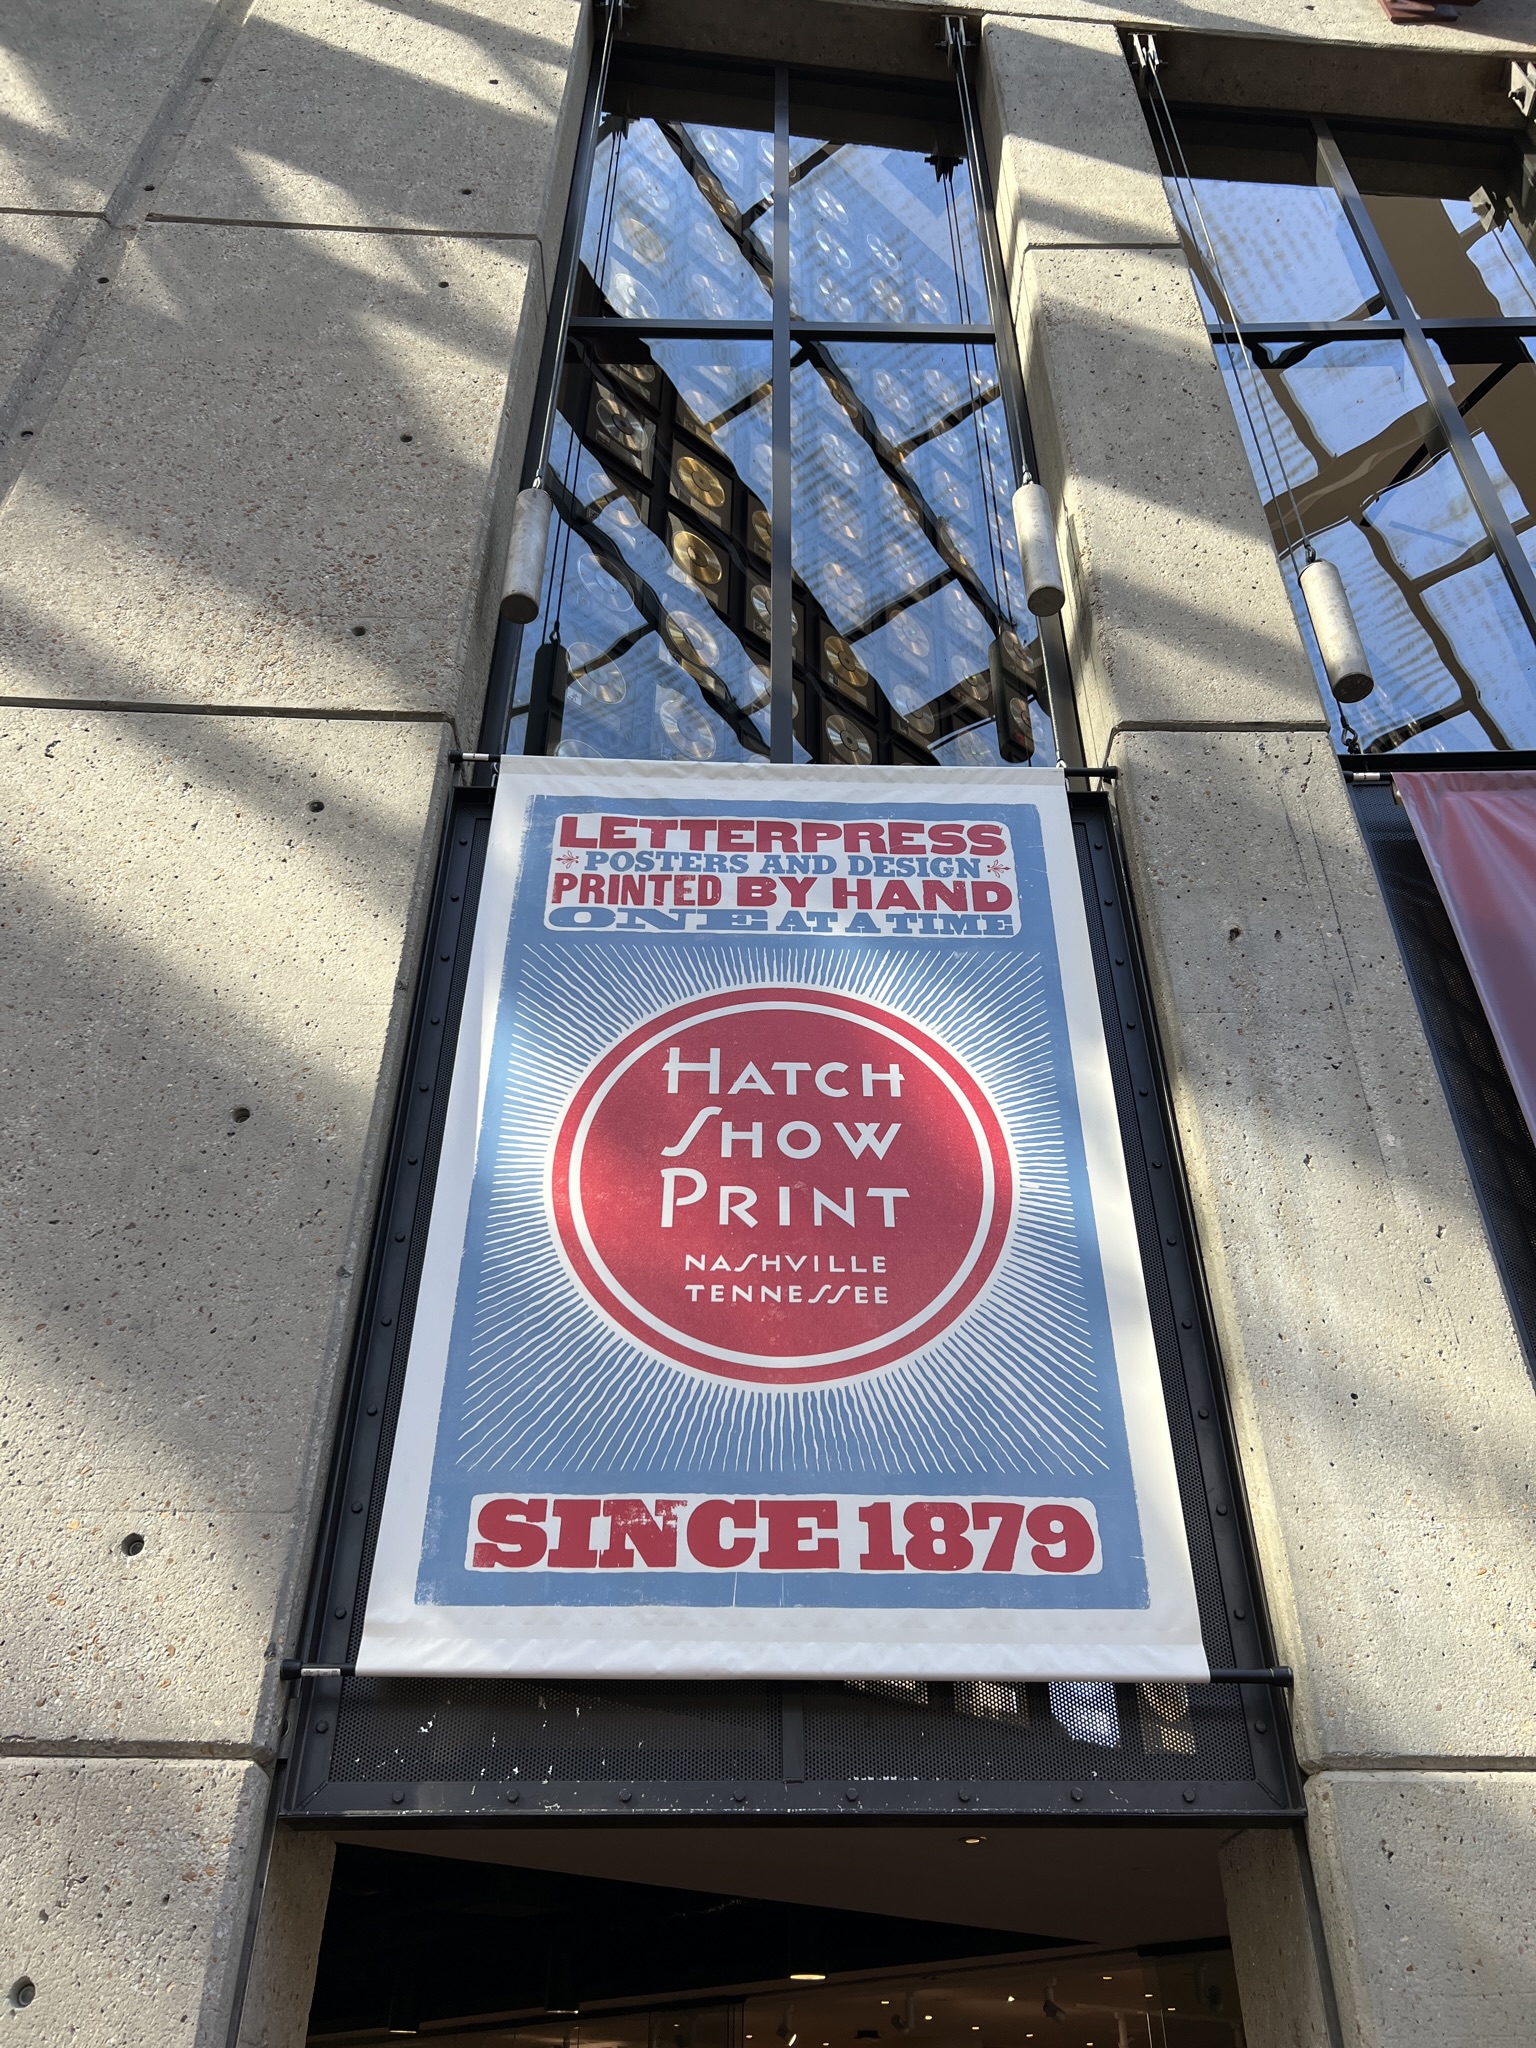 LETTERPRESS
POSTERS AND DESIGN
PRINTED BY HAND
ONE AT A TIME
HATCH
SHOW
PRINT
NASHVILLE
TENNESSEE
SINCE 1879